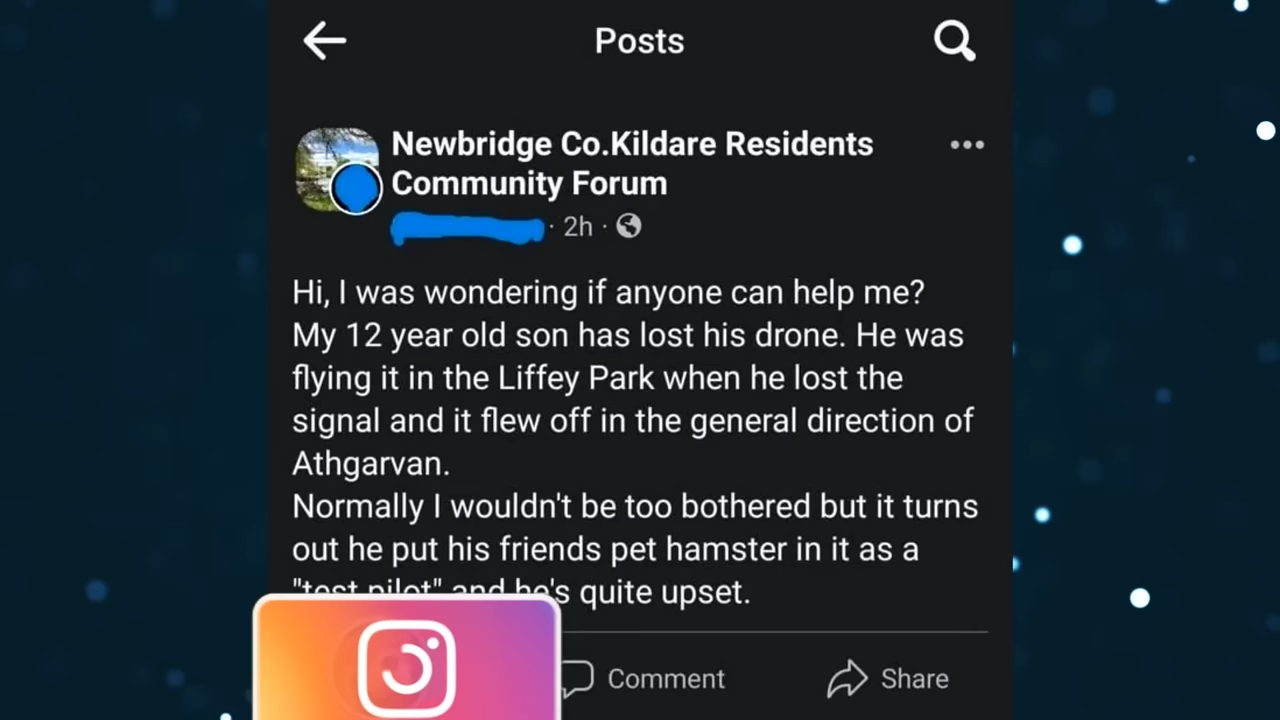 Posts
Newbridge Co.Kildare Residents
Community Forum
· 2h ·
Hi, I was wondering if anyone can help me?
My 12 year old son has lost his drone. He was
flying it in the Liffey Park when he lost the
signal and it flew off in the general direction of
Athgarvan.
Normally I wouldn't be too bothered but it turns
out he put his friends pet hamster in it as a
"test pilot" and he's quite upset.
Comment
Share